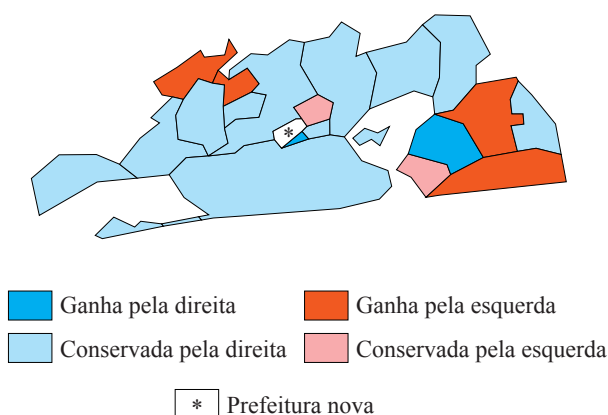 *
Ganha pela direita
Ganha pela esquerda
Conservada pela direita
Conservada pela esquerda
* Prefeitura nova